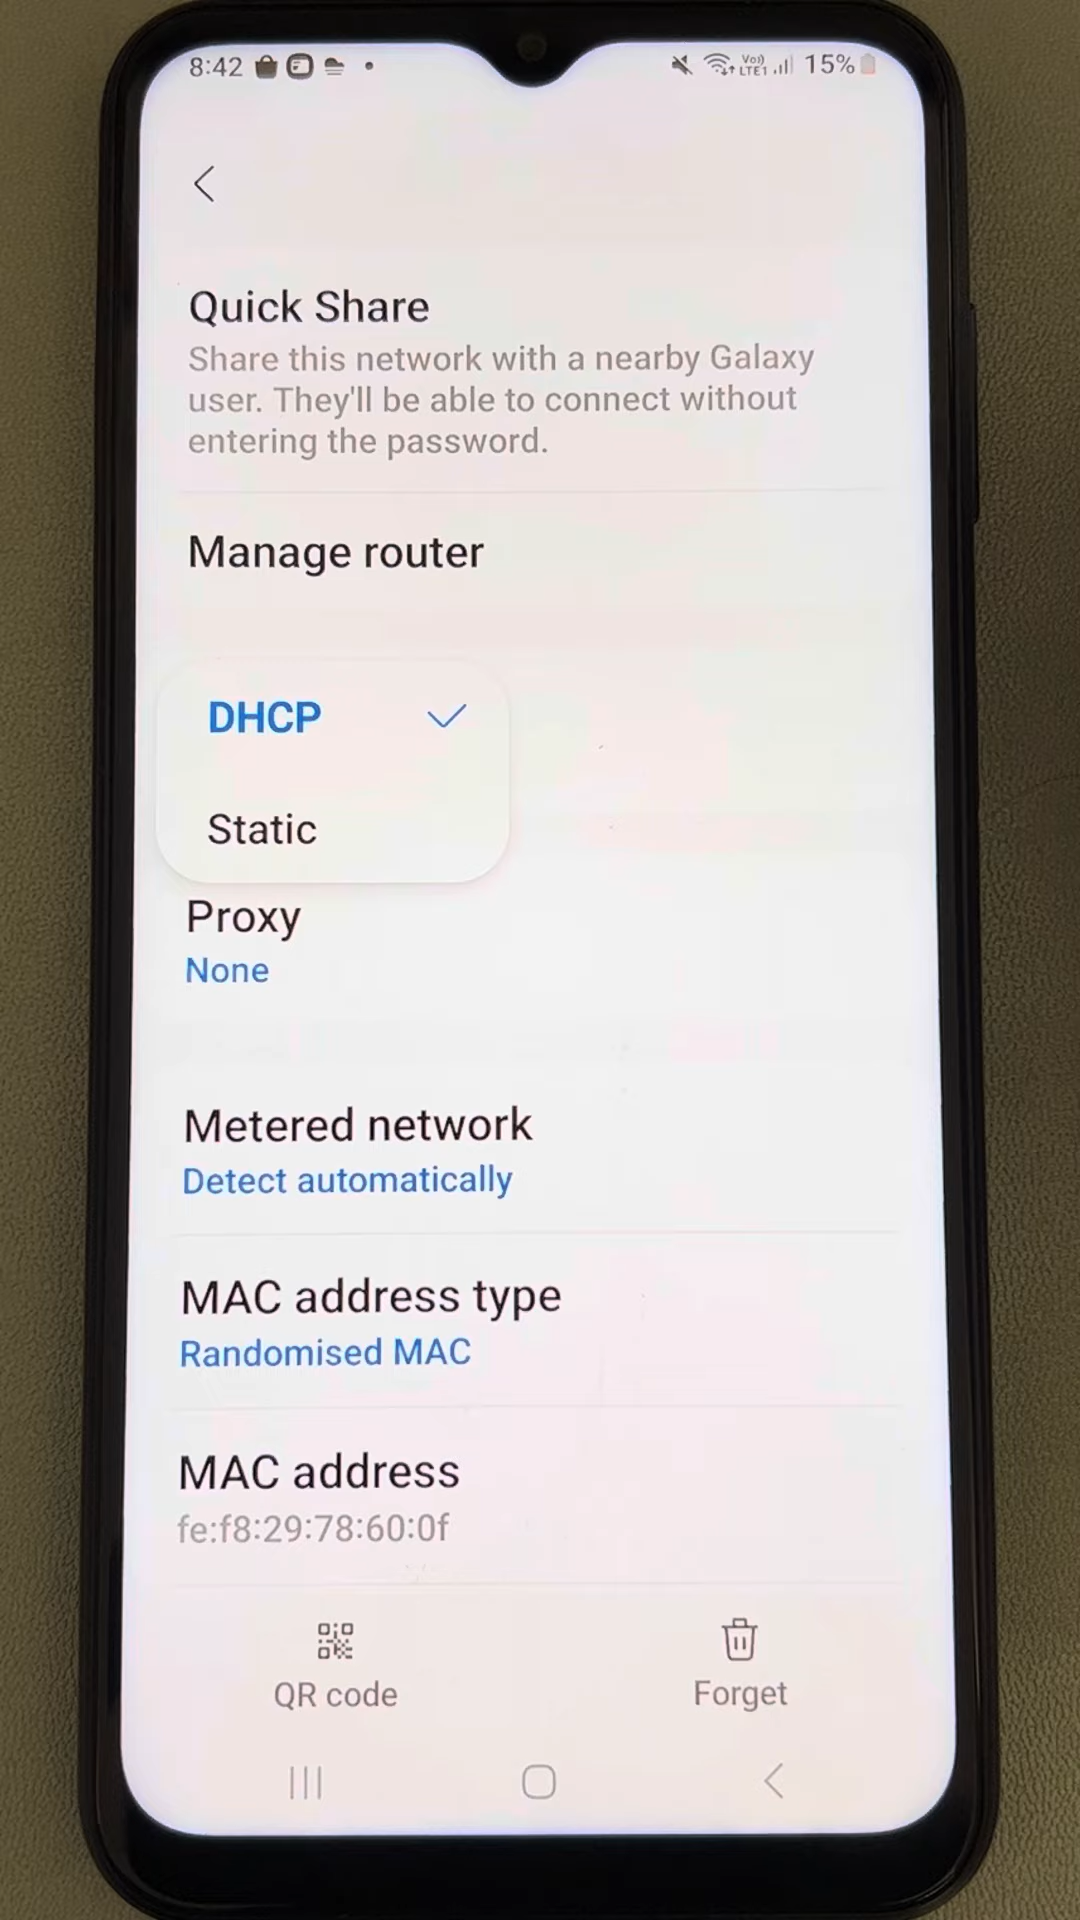 8:42 Vo)) LTE1 15%
Quick Share
Share this network with a nearby Galaxy
user. They'll be able to connect without
entering the password.
Manage router
DHCP
Static
Proxy
None
Metered network
Detect automatically
MAC address type
Randomised MAC
MAC address
fe:f8:29:78:60:0f
QR code Forget